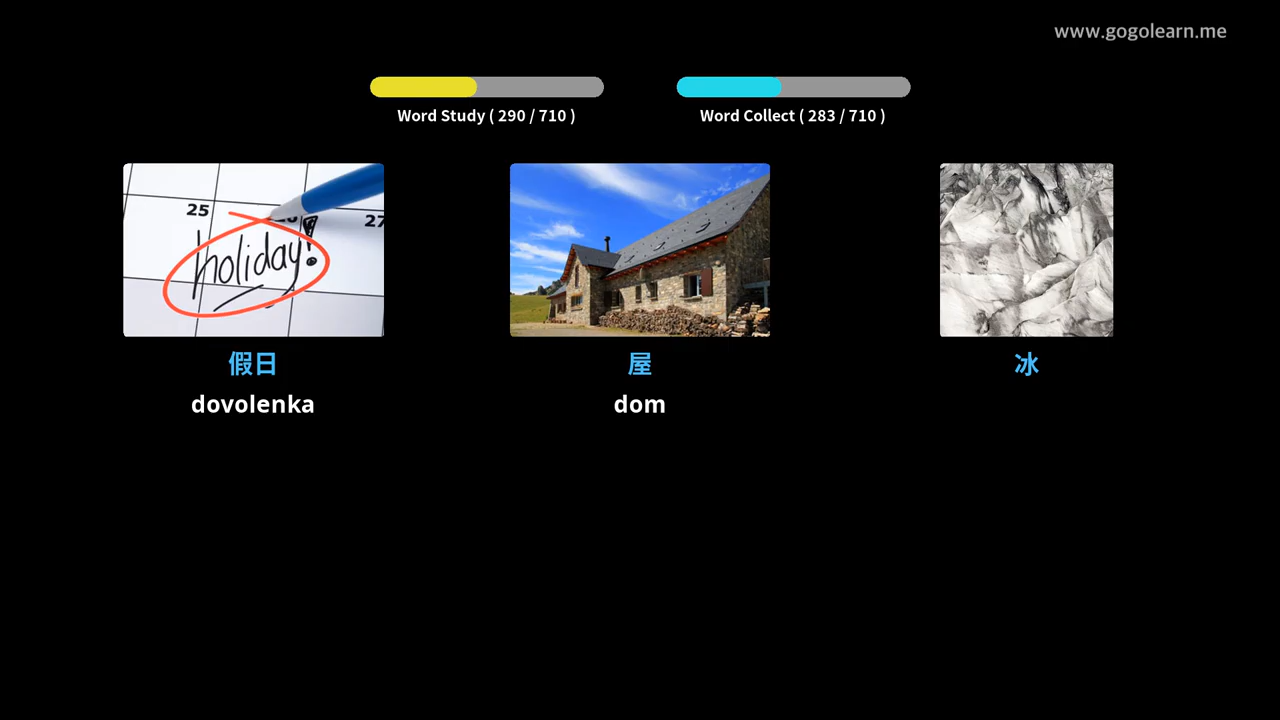 www.gogolearn.me
Word Study ( 290 / 710 )
Word Collect ( 283 / 710 )
25
27
holiday!
假日
屋
冰
dovolenka
dom